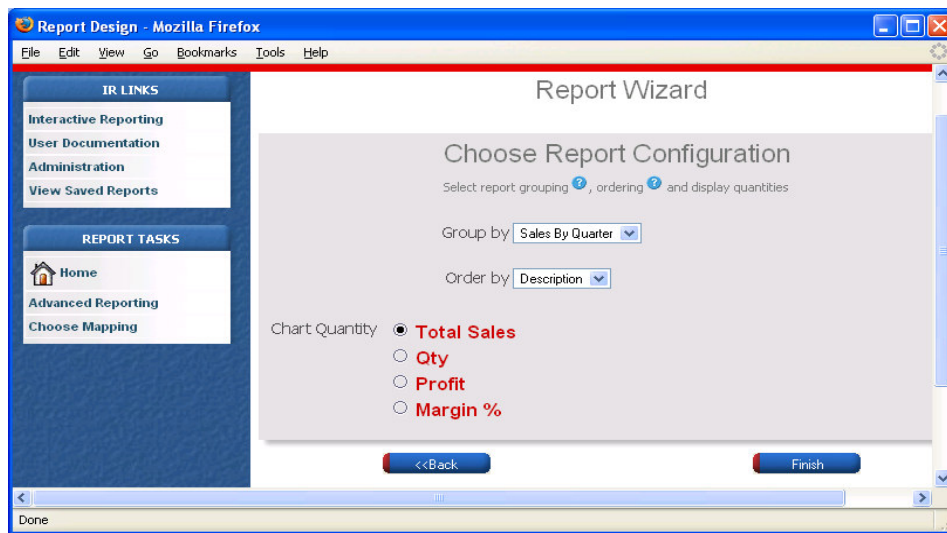 Report Design - Mozilla Firefox
File Edit View Go Bookmarks Tools Help
IR LINKS
Interactive Reporting
User Documentation
Administration
View Saved Reports
REPORT TASKS
Home
Advanced Reporting
Choose Mapping
Report Wizard
Choose Report Configuration
Select report grouping ? , ordering ? and display quantities
Group by Sales By Quarter
Order by Description
Chart Quantity Total Sales
Qty
Profit
Margin %
<<Back Finish
Done